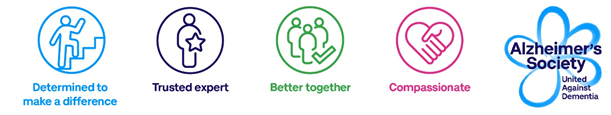 Determined to
make a difference
Trusted expert
Better together
Compassionate
Alzheimer's
Society
United
Against
Dementia